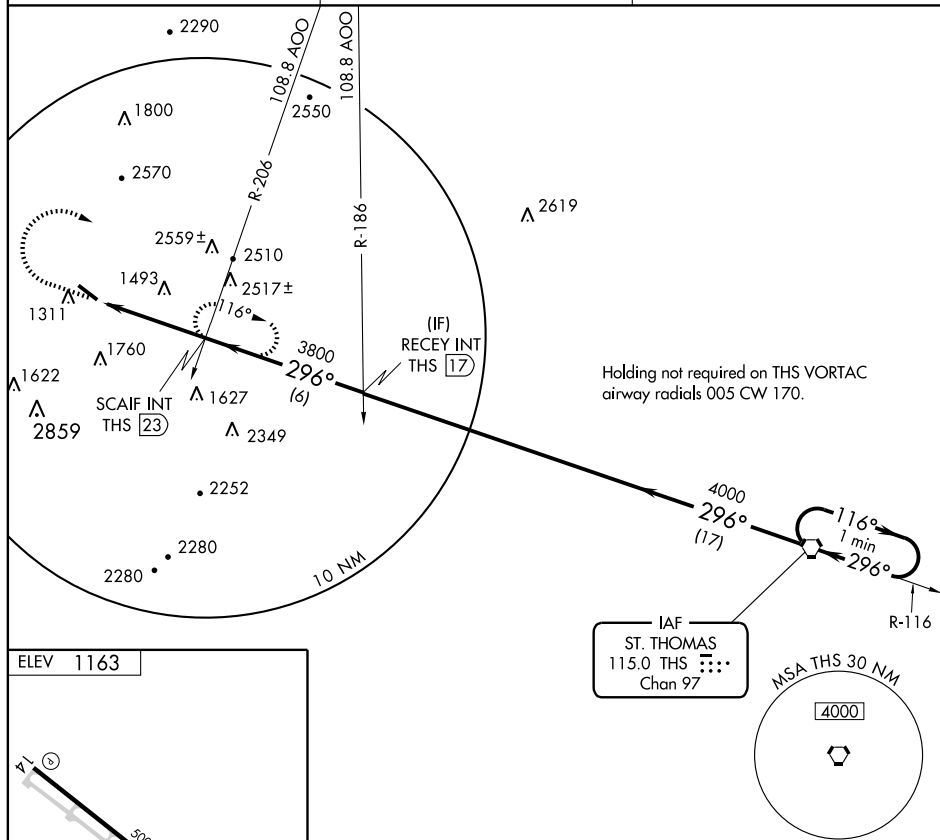 2290
108.8 AOO
108.8 AOO
2550
1800
2570
R-206
R-186
2619
2559±
2510
1493
2517±
1311
116°
3800
296°
(6)
(IF)
RECEY INT
THS 17
1760
1622
SCAIF INT
THS 23
1627
2859
2349
Holding not required on THS VORTAC
airway radials 005 CW 170.
2252
4000
296°
(17)
116°
1 min
296°
R-116
2280
2280
10 NM
IAF
ST. THOMAS
115.0 THS
Chan 97
MSA THS 30 NM
4000
ELEV 1163
14
P